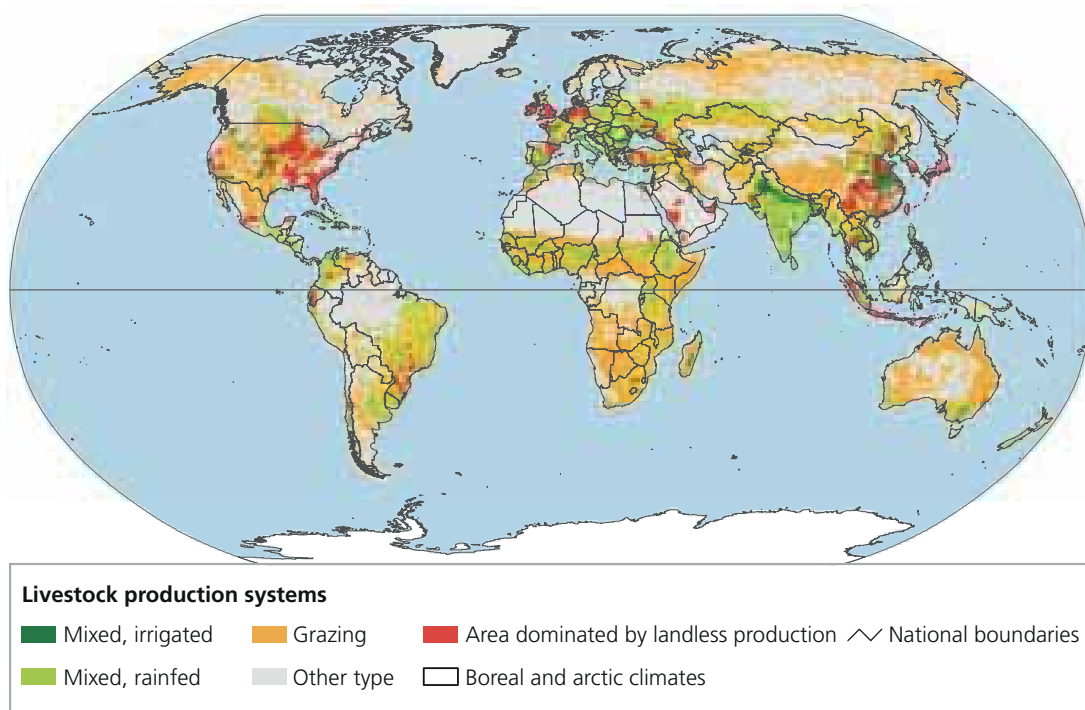 Livestock production systems
Mixed, irrigated Grazing Area dominated by landless production National boundaries
Mixed, rainfed Other type Boreal and arctic climates